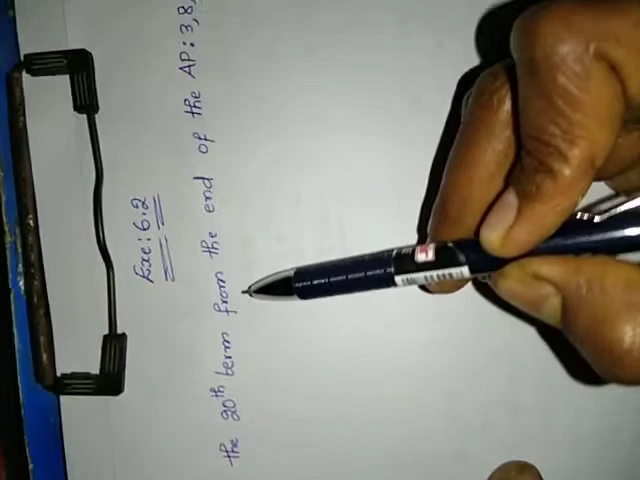 Exe: 6.2
the 20th term from the end of the AP: 3, 8,